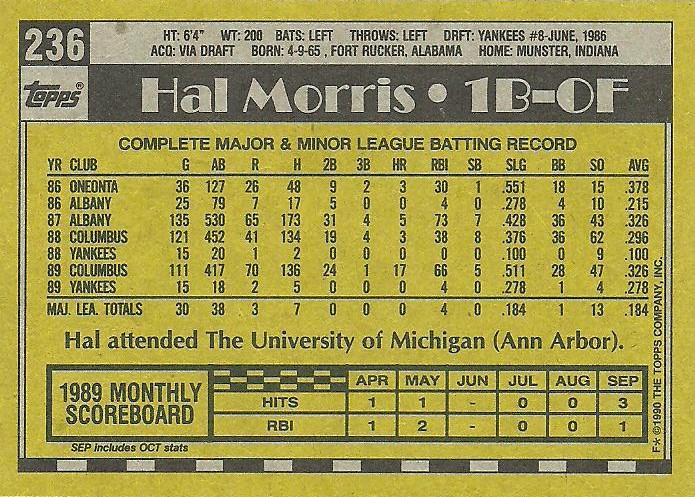 236
HT: 6'4" WT: 200 BATS: LEFT THROWS: LEFT DRFT: YANKEES #8-JUNE, 1986
ACQ: VIA DRAFT BORN: 4-9-65 , FORT RUCKER, ALABAMA HOME: MUNSTER, INDIANA
TOPPS®
Hal Morris • 1B-OF
COMPLETE MAJOR & MINOR LEAGUE BATTING RECORD
YR CLUB G AB R H 2B 3B HR RBI SB SLG BB SO AVG
86 ONEONTA 36 127 26 48 9 2 3 30 1 .551 18 15 .378
86 ALBANY 25 79 7 17 5 0 0 4 0 .278 4 10 .215
87 ALBANY 135 530 65 173 31 4 5 73 7 .428 36 43 .326
88 COLUMBUS 121 452 41 134 19 4 3 38 8 .376 36 62 .296
88 YANKEES 15 20 1 2 0 0 0 0 0 .100 0 9 .100
89 COLUMBUS 111 417 70 136 24 1 17 66 5 .511 28 47 .326
89 YANKEES 15 18 2 5 0 0 0 4 0 .278 1 4 .278
MAJ. LEA. TOTALS 30 38 3 7 0 0 0 4 0 .184 1 13 .184
Hal attended The University of Michigan (Ann Arbor).
1989 MONTHLY
SCOREBOARD
APR MAY JUN JUL AUG SEP
HITS 1 1 - 0 0 3
RBI 1 2 - 0 0 1
SEP includes OCT stats
F* ©1990 THE TOPPS COMPANY, INC.